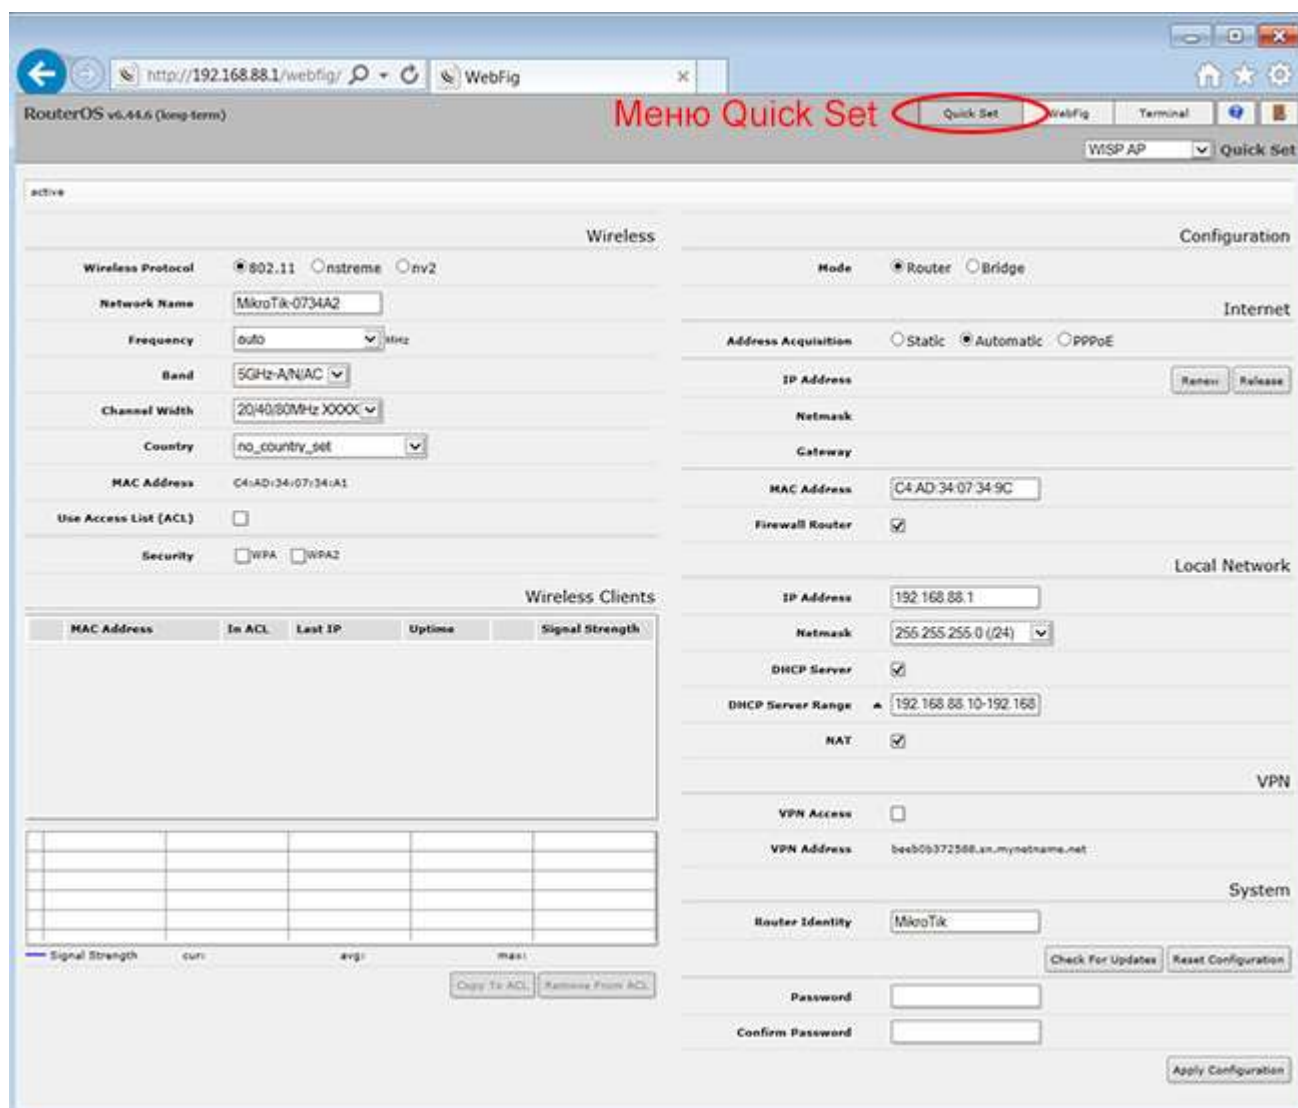 http://192.168.88.1/webfig/
WebFig
RouterOS v6.44.6 (long-term)
Меню Quick Set
Quick Set
WebFig
Terminal
WISP AP
Quick Set
active
Wireless
Wireless Protocol 802.11 nstreme nv2
Network Name MikroTik-0734A2
Frequency auto MHz
Band 5GHz-A/N/AC
Channel Width 20/40/80MHz XXXX
Country no_country_set
MAC Address C4:AD:34:07:34:A1
Use Access List (ACL)
Security WPA WPA2
Wireless Clients
MAC Address In ACL Last IP Uptime Signal Strength
Signal Strength cur: avg: max:
Copy To ACL Remove From ACL
Configuration
Mode Router Bridge
Internet
Address Acquisition Static Automatic PPPoE
IP Address Renew Release
Netmask
Gateway
MAC Address C4:AD:34:07:34:9C
Firewall Router
Local Network
IP Address 192.168.88.1
Netmask 255.255.255.0 (/24)
DHCP Server
DHCP Server Range 192.168.88.10-192.168
NAT
VPN
VPN Access
VPN Address beeb0b372588.sn.mynetname.net
System
Router Identity MikroTik
Check For Updates Reset Configuration
Password
Confirm Password
Apply Configuration